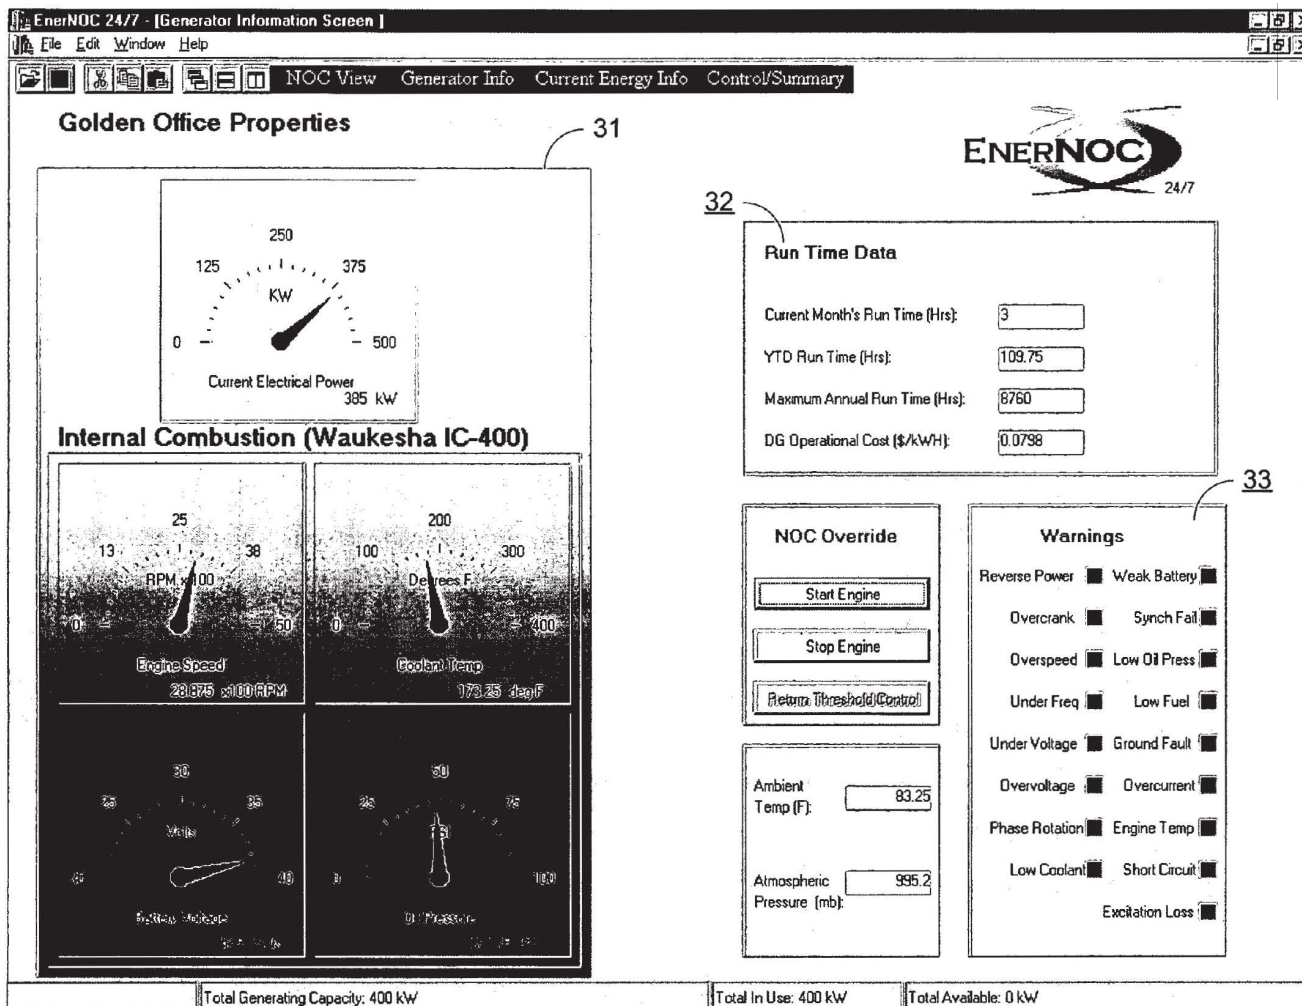 EnerNOC 24/7 - [Generator Information Screen ]
File Edit Window Help
NOC View Generator Info Current Energy Info Control/Summary
Golden Office Properties
31
ENERNOC
24/7
32
250
125 375
KW
0 500
Current Electrical Power
385 kW
Run Time Data
Current Month's Run Time (Hrs): 3
YTD Run Time (Hrs): 109.75
Maximum Annual Run Time (Hrs): 8760
DG Operational Cost ($/kWH): 0.0798
Internal Combustion (Waukesha IC-400)
25
13 38
RPM x100
0 50
Engine Speed
28.875 x100 RPM
200
100 300
Degrees F
0 400
Coolant Temp
173.25 deg F
30
25 35
Volts
40
Battery Voltage
50
25 75
0 100
Oil Pressure
33
NOC Override
Start Engine
Stop Engine
Return Threshold Control
Ambient
Temp (F): 83.25
Atmospheric
Pressure (mb): 995.2
Warnings
Reverse Power Weak Battery
Overcrank Synch Fail
Overspeed Low Oil Press
Under Freq Low Fuel
Under Voltage Ground Fault
Overvoltage Overcurrent
Phase Rotation Engine Temp
Low Coolant Short Circuit
Excitation Loss
Total Generating Capacity: 400 kW Total In Use: 400 kW Total Available: 0 kW